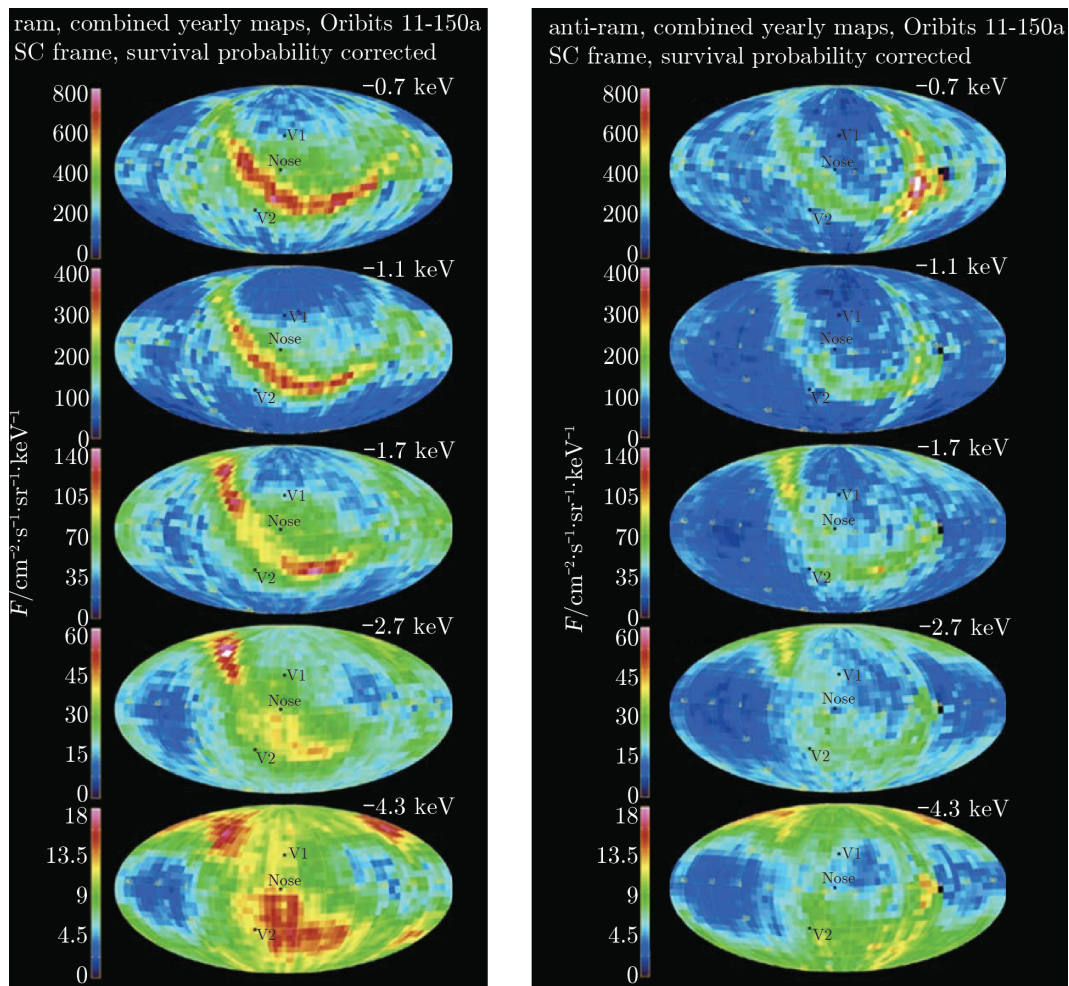 ram, combined yearly maps, Oribits 11-150a
SC frame, survival probability corrected
−0.7 keV
800
600
400
200
0
V1
Nose
V2
−1.1 keV
400
300
200
100
0
V1
Nose
V2
−1.7 keV
140
105
70
35
0
V1
Nose
V2
−2.7 keV
60
45
30
15
0
V1
Nose
V2
−4.3 keV
18
13.5
9
4.5
0
V1
Nose
V2
F/cm⁻²·s⁻¹·sr⁻¹·keV⁻¹
anti-ram, combined yearly maps, Oribits 11-150a
SC frame, survival probability corrected
−0.7 keV
800
600
400
200
0
V1
Nose
V2
−1.1 keV
400
300
200
100
0
V1
Nose
V2
−1.7 keV
140
105
70
35
0
V1
Nose
V2
−2.7 keV
60
45
30
15
0
V1
Nose
V2
−4.3 keV
18
13.5
9
4.5
0
V1
Nose
V2
F/cm⁻²·s⁻¹·sr⁻¹·keV⁻¹